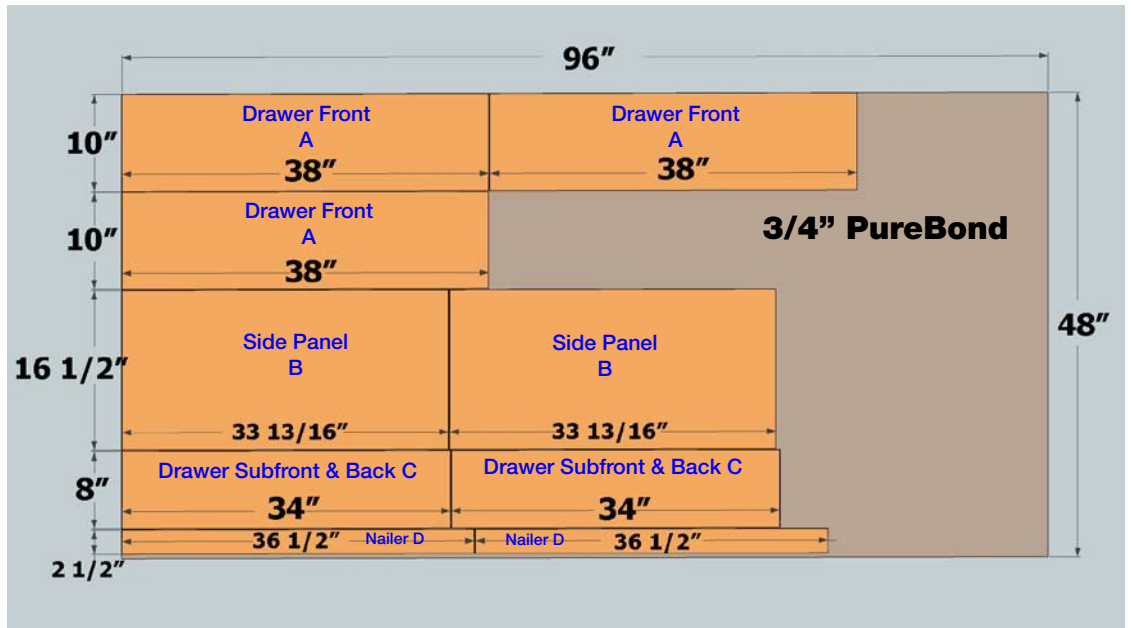 96”
Drawer Front
A
Drawer Front
A
10”
38”
38”
Drawer Front
A
10”
38”
3/4” PureBond
48”
Side Panel
B
Side Panel
B
16 1/2”
33 13/16”
33 13/16”
Drawer Subfront & Back C
Drawer Subfront & Back C
8”
34”
34”
36 1/2”
Nailer D
Nailer D
36 1/2”
2 1/2”